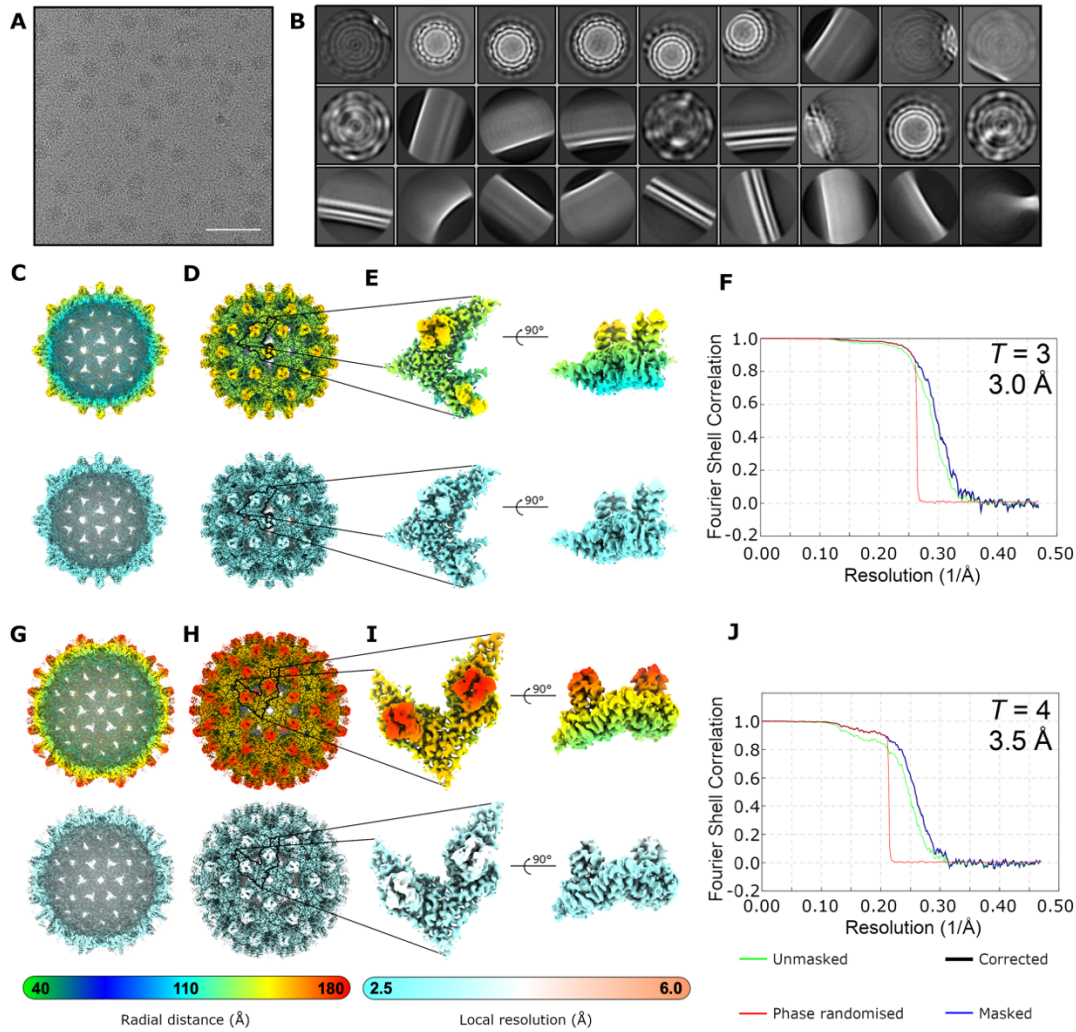 A
B
C
D
E
F
90°
1.0
0.8
0.6
0.4
0.2
0.0
-0.2
Fourier Shell Correlation
T = 3
3.0 Å
0.00 0.10 0.20 0.30 0.40 0.50
Resolution (1/Å)
90°
G
H
I
J
90°
1.0
0.8
0.6
0.4
0.2
0.0
-0.2
Fourier Shell Correlation
T = 4
3.5 Å
0.00 0.10 0.20 0.30 0.40 0.50
Resolution (1/Å)
90°
Unmasked
Corrected
Phase randomised
Masked
40 110 180
Radial distance (Å)
2.5 6.0
Local resolution (Å)